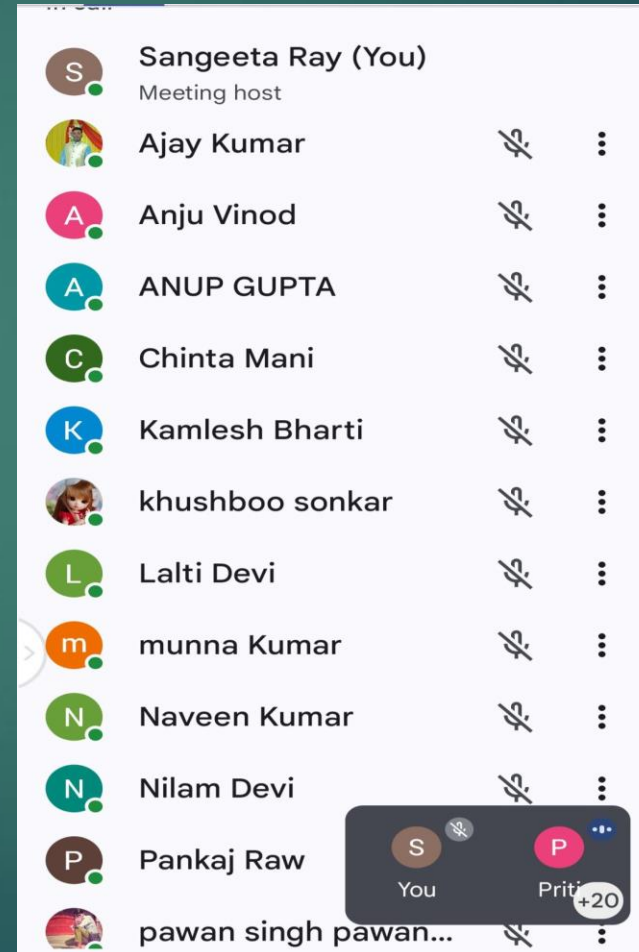 Sangeeta Ray (You)
Meeting host
Ajay Kumar
A Anju Vinod
A ANUP GUPTA
C Chinta Mani
K Kamlesh Bharti
khushboo sonkar
L Lalti Devi
m munna Kumar
N Naveen Kumar
N Nilam Devi
P Pankaj Raw
pawan singh pawan...
S
S P
You Priti
+20